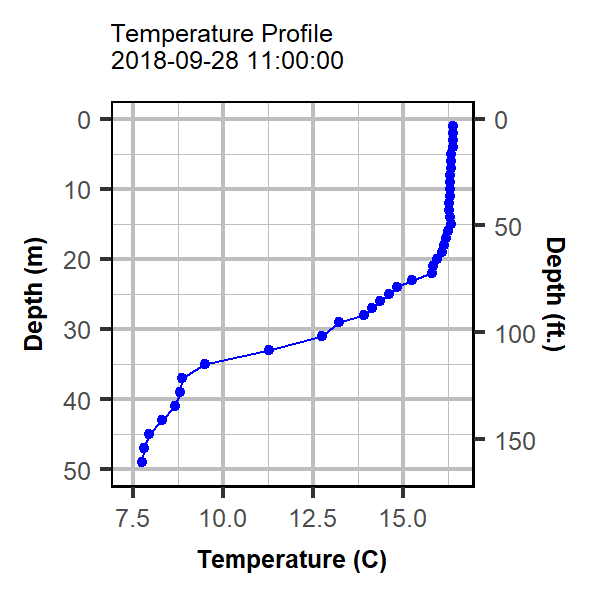 Temperature Profile
2018-09-28 11:00:00
0
10
20
30
40
50
Depth (m)
0
50
100
150
Depth (ft.)
7.5 10.0 12.5 15.0
Temperature (C)